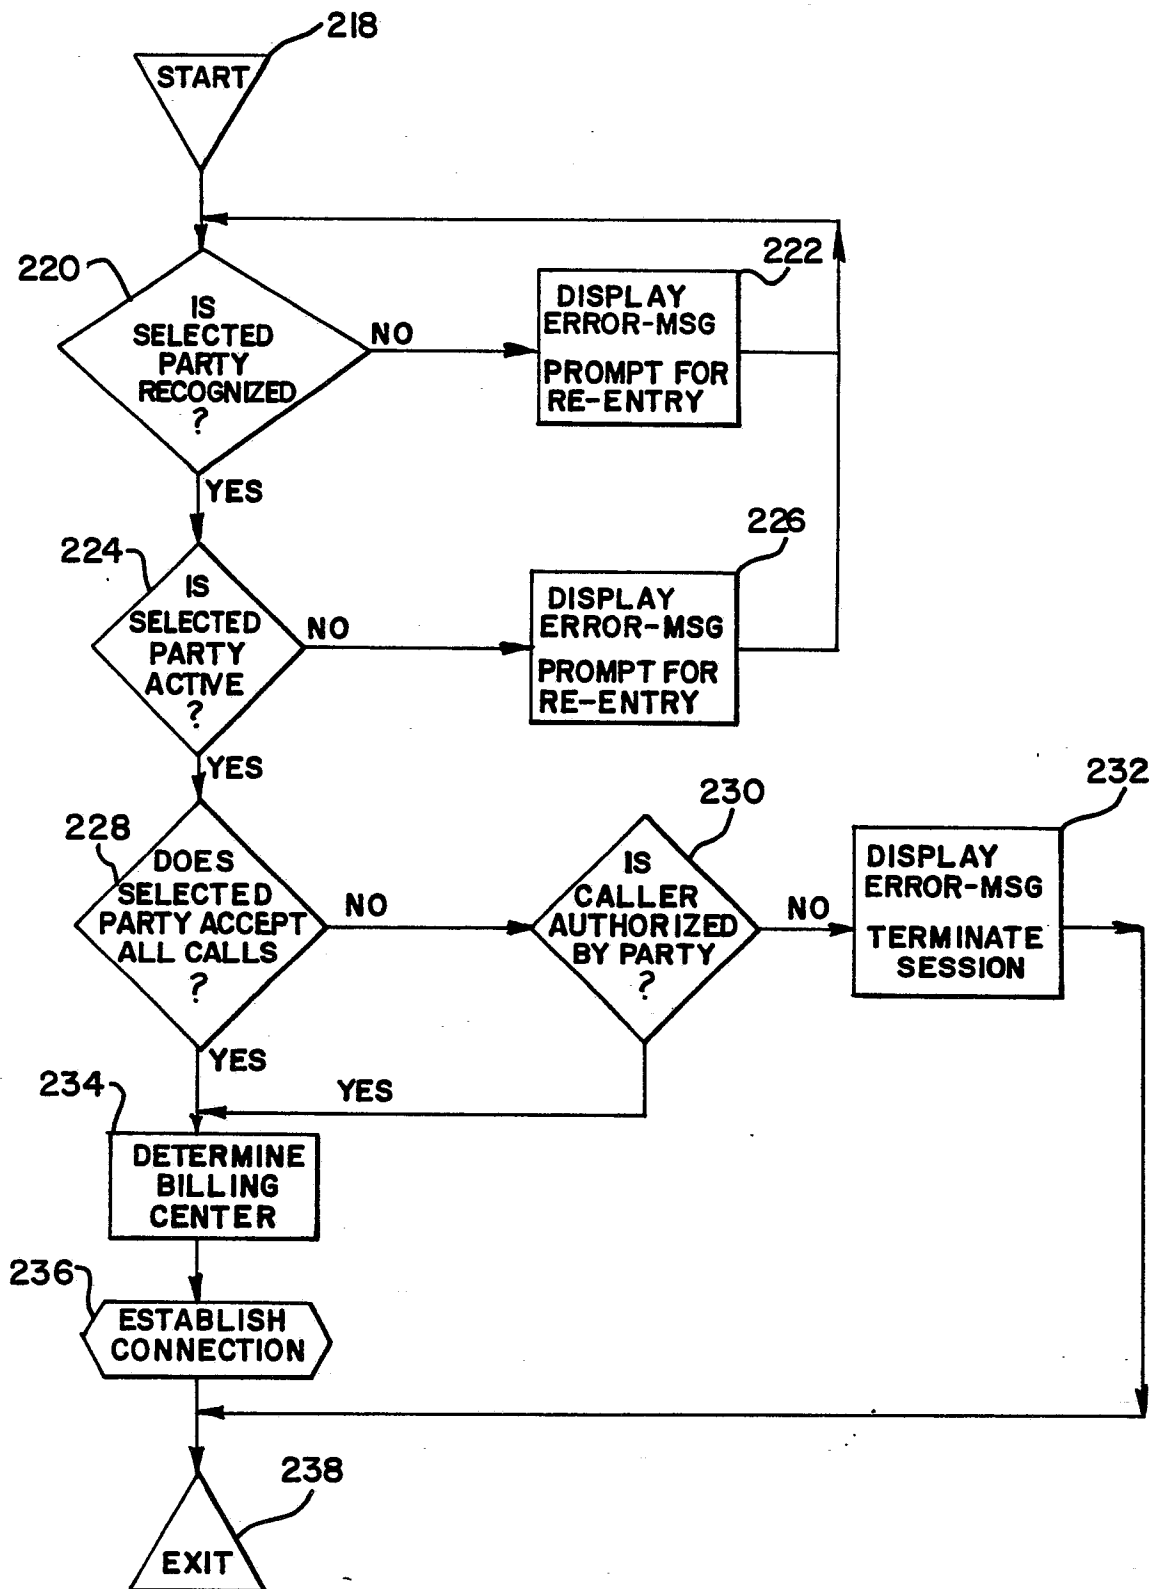 218
START
220
IS
SELECTED
PARTY
RECOGNIZED
?
NO
222
DISPLAY
ERROR-MSG
PROMPT FOR
RE-ENTRY
YES
224
IS
SELECTED
PARTY
ACTIVE
?
NO
226
DISPLAY
ERROR-MSG
PROMPT FOR
RE-ENTRY
YES
228
DOES
SELECTED
PARTY ACCEPT
ALL CALLS
?
NO
230
IS
CALLER
AUTHORIZED
BY PARTY
?
NO
232
DISPLAY
ERROR-MSG
TERMINATE
SESSION
YES
YES
234
DETERMINE
BILLING
CENTER
236
ESTABLISH
CONNECTION
238
EXIT